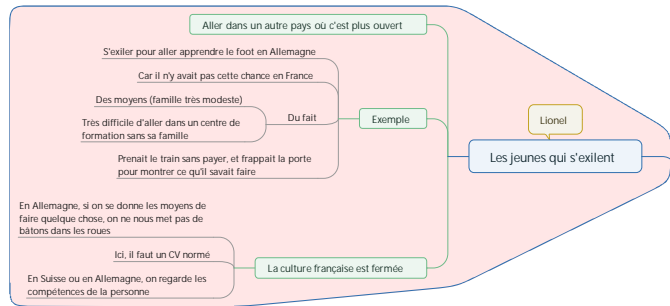 Aller dans un autre pays où c'est plus ouvert
S'exiler pour aller apprendre le foot en Allemagne
Car il n'y avait pas cette chance en France
Des moyens (famille très modeste)
Très difficile d'aller dans un centre de
formation sans sa famille
Du fait
Prenait le train sans payer, et frappait la porte
pour montrer ce qu'il savait faire
Exemple
Lionel
Les jeunes qui s'exilent
En Allemagne, si on se donne les moyens de
faire quelque chose, on ne nous met pas de
bâtons dans les roues
Ici, il faut un CV normé
En Suisse ou en Allemagne, on regarde les
compétences de la personne
La culture française est fermée